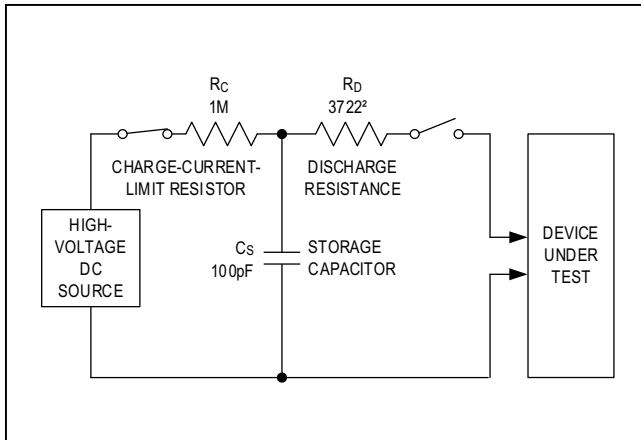 RC
1M
RD
3722²
CHARGE-CURRENT-
LIMIT RESISTOR
DISCHARGE
RESISTANCE
HIGH-
VOLTAGE
DC
SOURCE
CS
100pF
STORAGE
CAPACITOR
DEVICE
UNDER
TEST